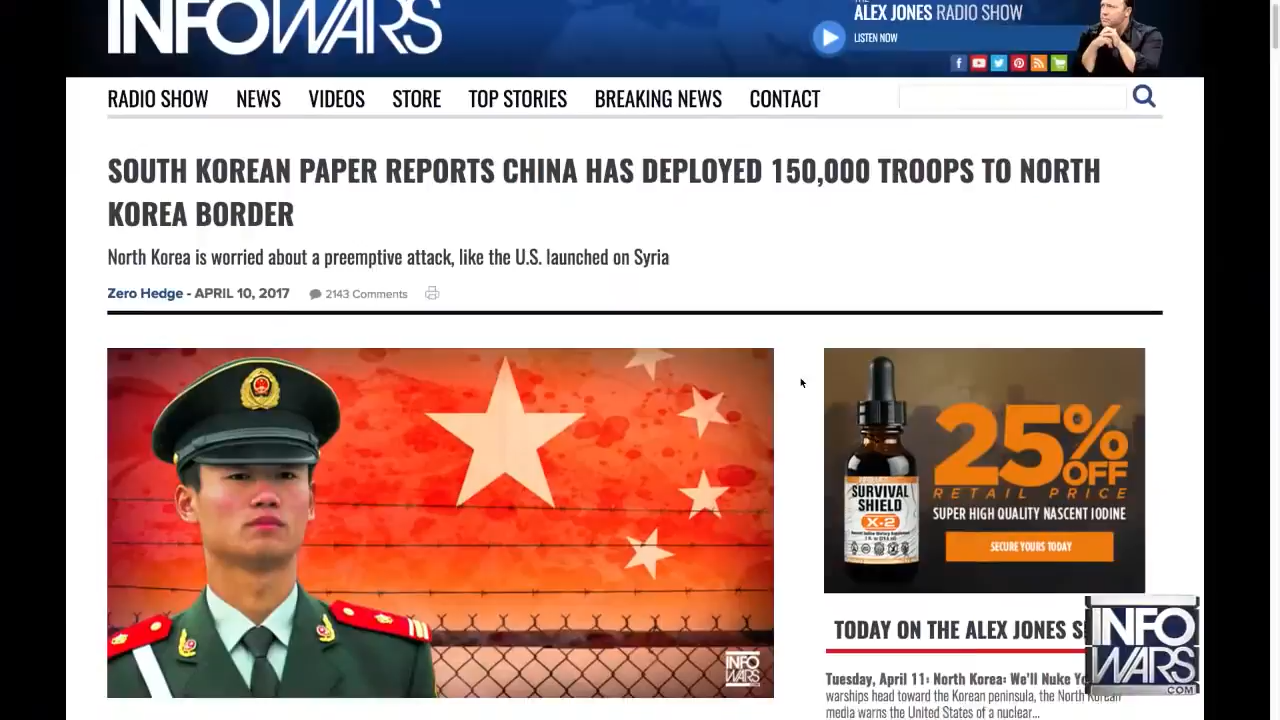 INFOWARS
THE
ALEX JONES RADIO SHOW
LISTEN NOW
RADIO SHOW NEWS VIDEOS STORE TOP STORIES BREAKING NEWS CONTACT
SOUTH KOREAN PAPER REPORTS CHINA HAS DEPLOYED 150,000 TROOPS TO NORTH
KOREA BORDER
North Korea is worried about a preemptive attack, like the U.S. launched on Syria
Zero Hedge - APRIL 10, 2017 2143 Comments
25%
OFF
RETAIL PRICE
SUPER HIGH QUALITY NASCENT IODINE
SECURE YOURS TODAY
SURVIVAL
SHIELD
X-2
INFO
WARS
.COM
TODAY ON THE ALEX JONES S
INFO
WARS
.COM
Tuesday, April 11: North Korea: We'll Nuke Yo
warships head toward the Korean peninsula, the North Korean
media warns the United States of a nuclear...